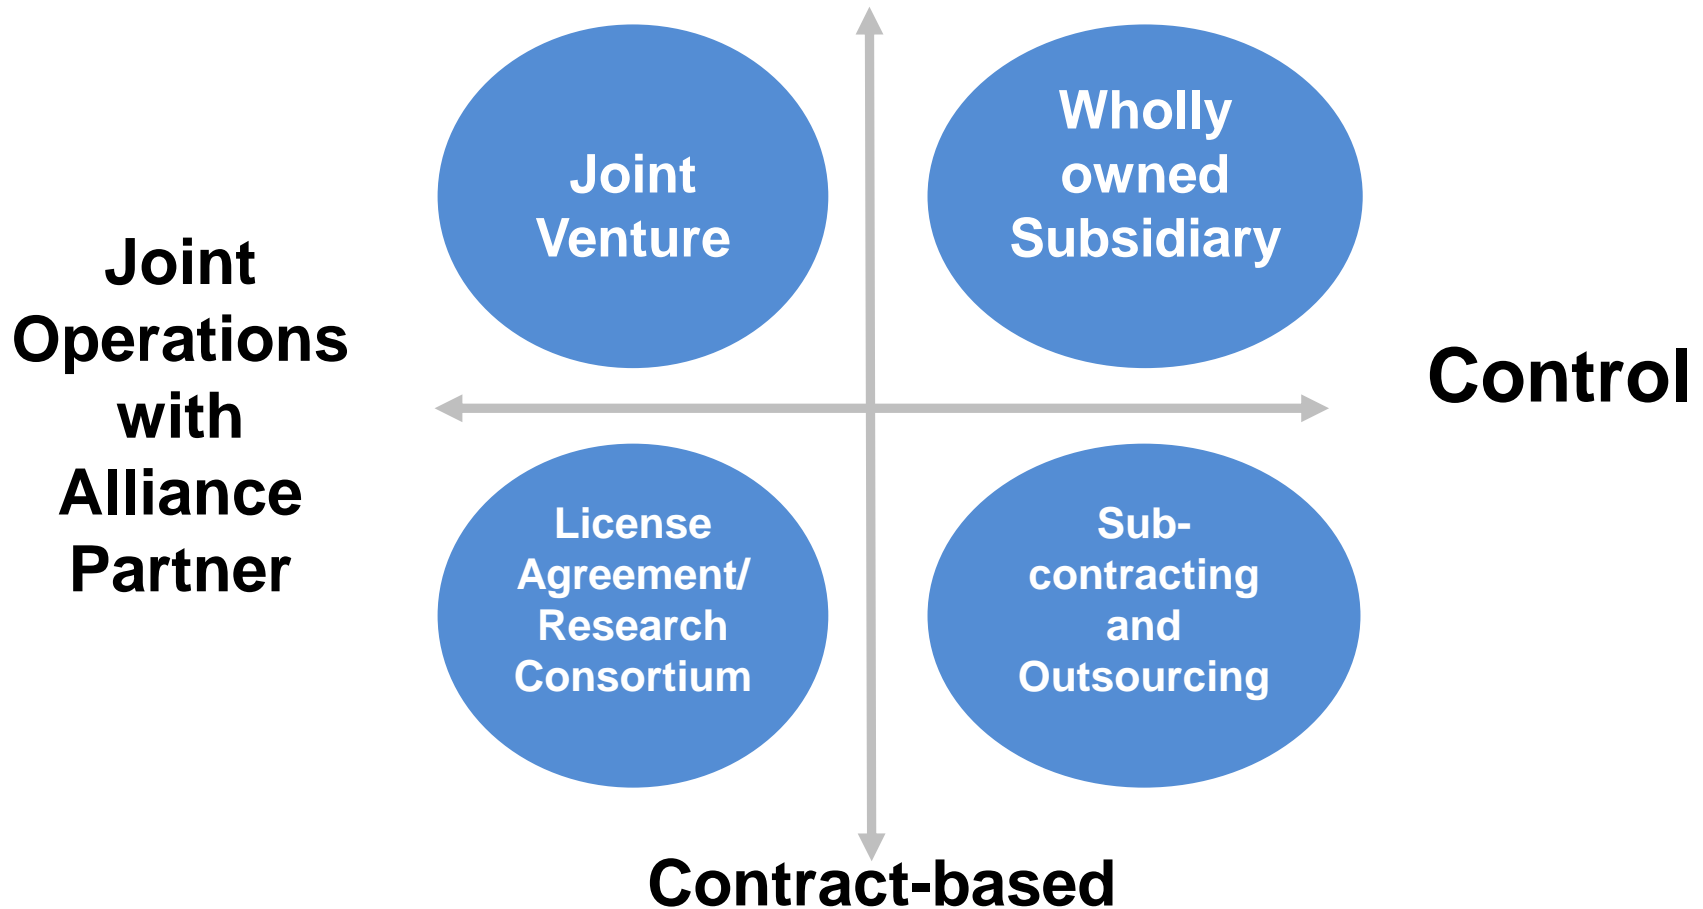 Joint
Operations
with
Alliance
Partner
Joint
Venture
Wholly
owned
Subsidiary
Control
License
Agreement/
Research
Consortium
Sub-
contracting
and
Outsourcing
Contract-based